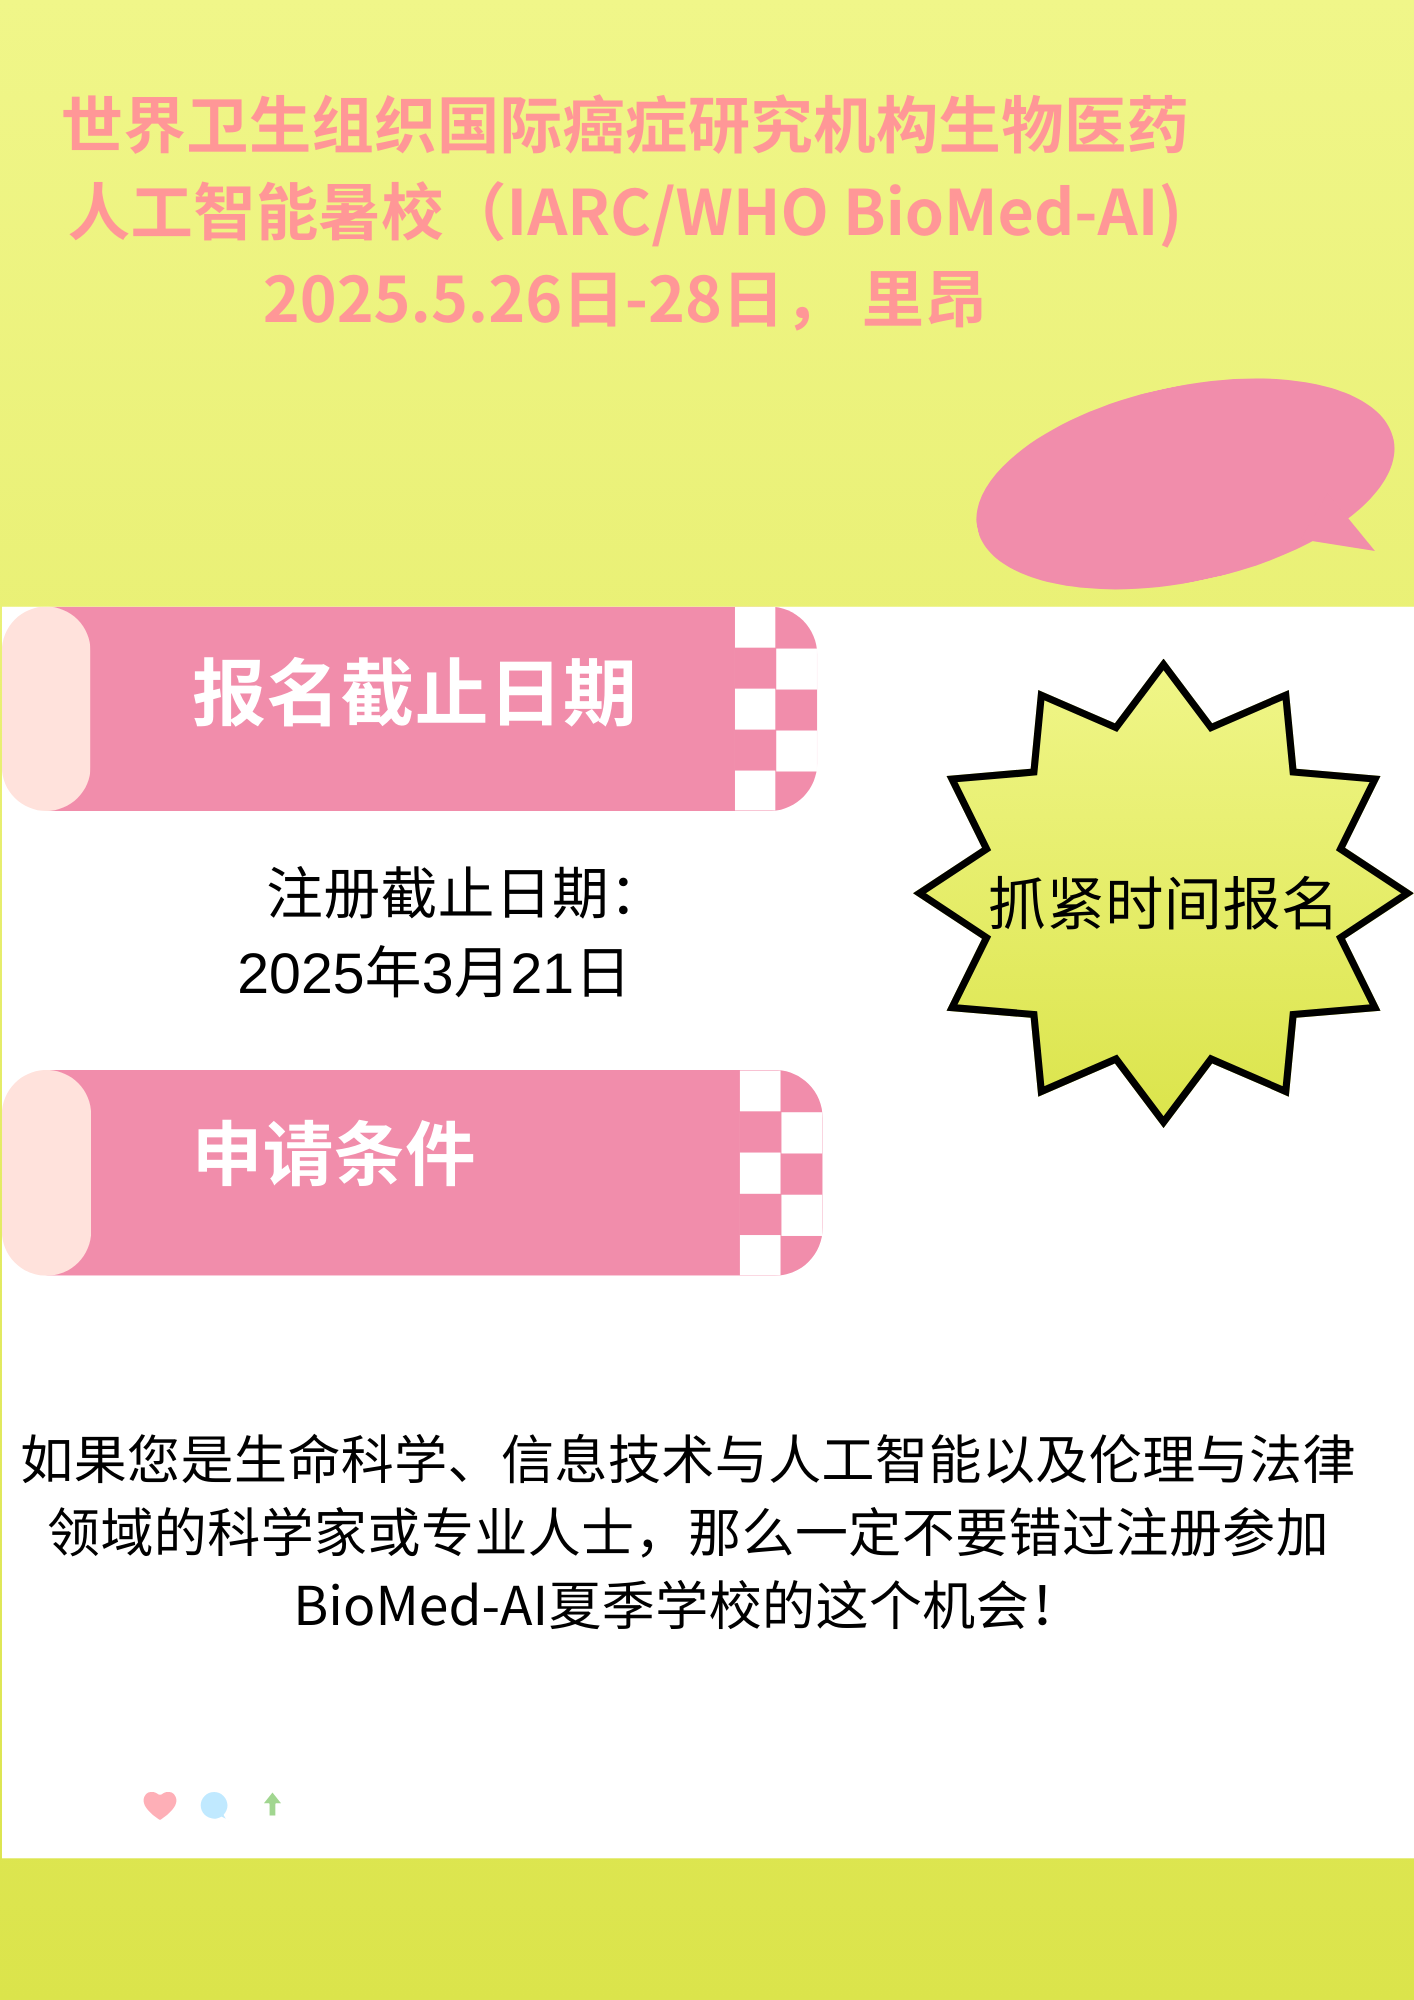 世界卫生组织国际癌症研究机构生物医药
人工智能暑校（IARC/WHO BioMed-AI)
2025.5.26日-28日， 里昂
报名截止日期
注册截止日期：
2025年3月21日
抓紧时间报名
申请条件
如果您是生命科学、信息技术与人工智能以及伦理与法律
领域的科学家或专业人士，那么一定不要错过注册参加
BioMed-AI夏季学校的这个机会！